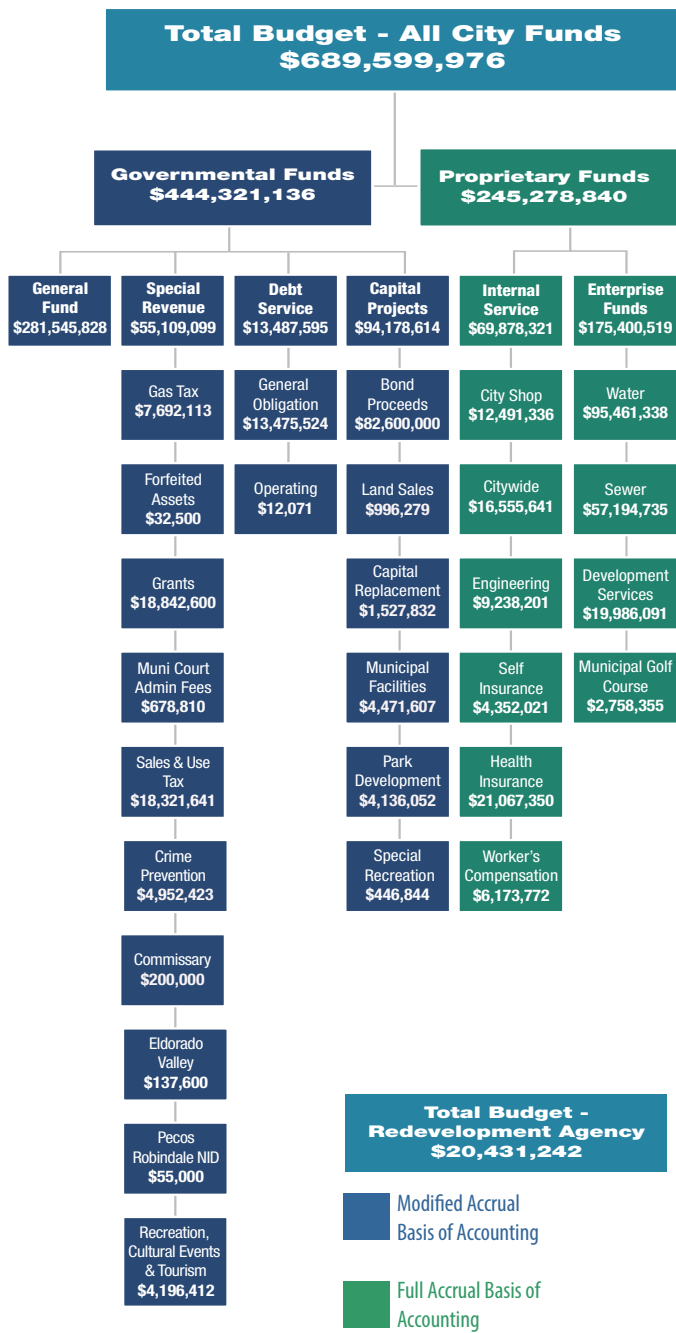 Total Budget - All City Funds
$689,599,976
Governmental Funds
$444,321,136
Proprietary Funds
$245,278,840
General
Fund
$281,545,828
Special
Revenue
$55,109,099
Debt
Service
$13,487,595
Capital
Projects
$94,178,614
Internal
Service
$69,878,321
Enterprise
Funds
$175,400,519
Gas Tax
$7,692,113
Forfeited
Assets
$32,500
Grants
$18,842,600
Muni Court
Admin Fees
$678,810
Sales & Use
Tax
$18,321,641
Crime
Prevention
$4,952,423
Commissary
$200,000
Eldorado
Valley
$137,600
Pecos
Robindale NID
$55,000
Recreation,
Cultural Events
& Tourism
$4,196,412
General
Obligation
$13,475,524
Operating
$12,071
Bond
Proceeds
$82,600,000
Land Sales
$996,279
Capital
Replacement
$1,527,832
Municipal
Facilities
$4,471,607
Park
Development
$4,136,052
Special
Recreation
$446,844
City Shop
$12,491,336
Citywide
$16,555,641
Engineering
$9,238,201
Self
Insurance
$4,352,021
Health
Insurance
$21,067,350
Worker's
Compensation
$6,173,772
Water
$95,461,338
Sewer
$57,194,735
Development
Services
$19,986,091
Municipal Golf
Course
$2,758,355
Total Budget -
Redevelopment Agency
$20,431,242
Modified Accrual
Basis of Accounting
Full Accrual Basis of
Accounting